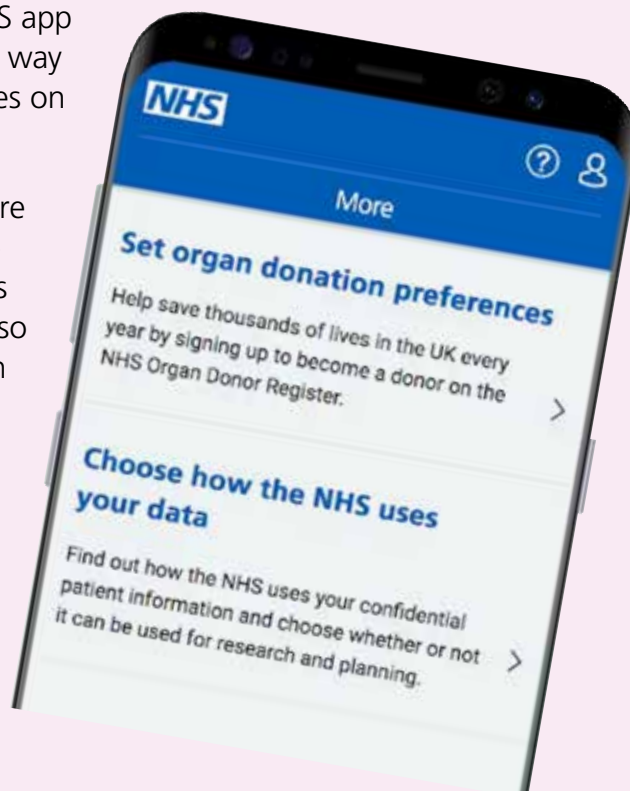 S app
way
es on
re
s
so
n
NHS
More
Set organ donation preferences
Help save thousands of lives in the UK every
year by signing up to become a donor on the
NHS Organ Donor Register.
Choose how the NHS uses
your data
Find out how the NHS uses your confidential
patient information and choose whether or not
it can be used for research and planning.